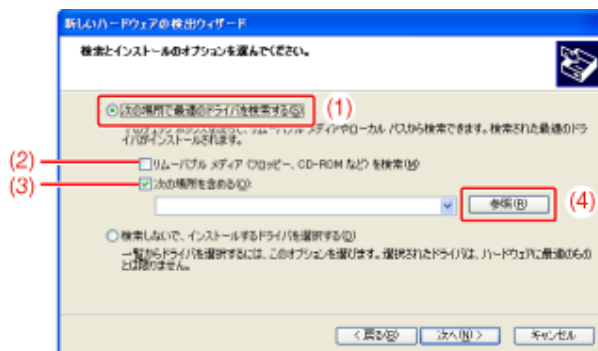 新しいハードウェアの検出ウィザード
検索とインストールのオプションを選んでください。
次の場所で最適のドライバを検索する(S) (1)
リムーバブル メディアやローカル パスから検索できます。検索された最適のドラ
イバがインストールされます。
(2) リムーバブル メディア (フロッピー、CD-ROM など) を検索(M)
(3) 次の場所を含める(O):
参照(R) (4)
検索しないで、インストールするドライバを選択する(D)
一覧からドライバを選択するには、このオプションを選びます。選択されたドライバは、ハードウェアに最適のもの
とは限りません。
< 戻る(B) 次へ(N) > キャンセル